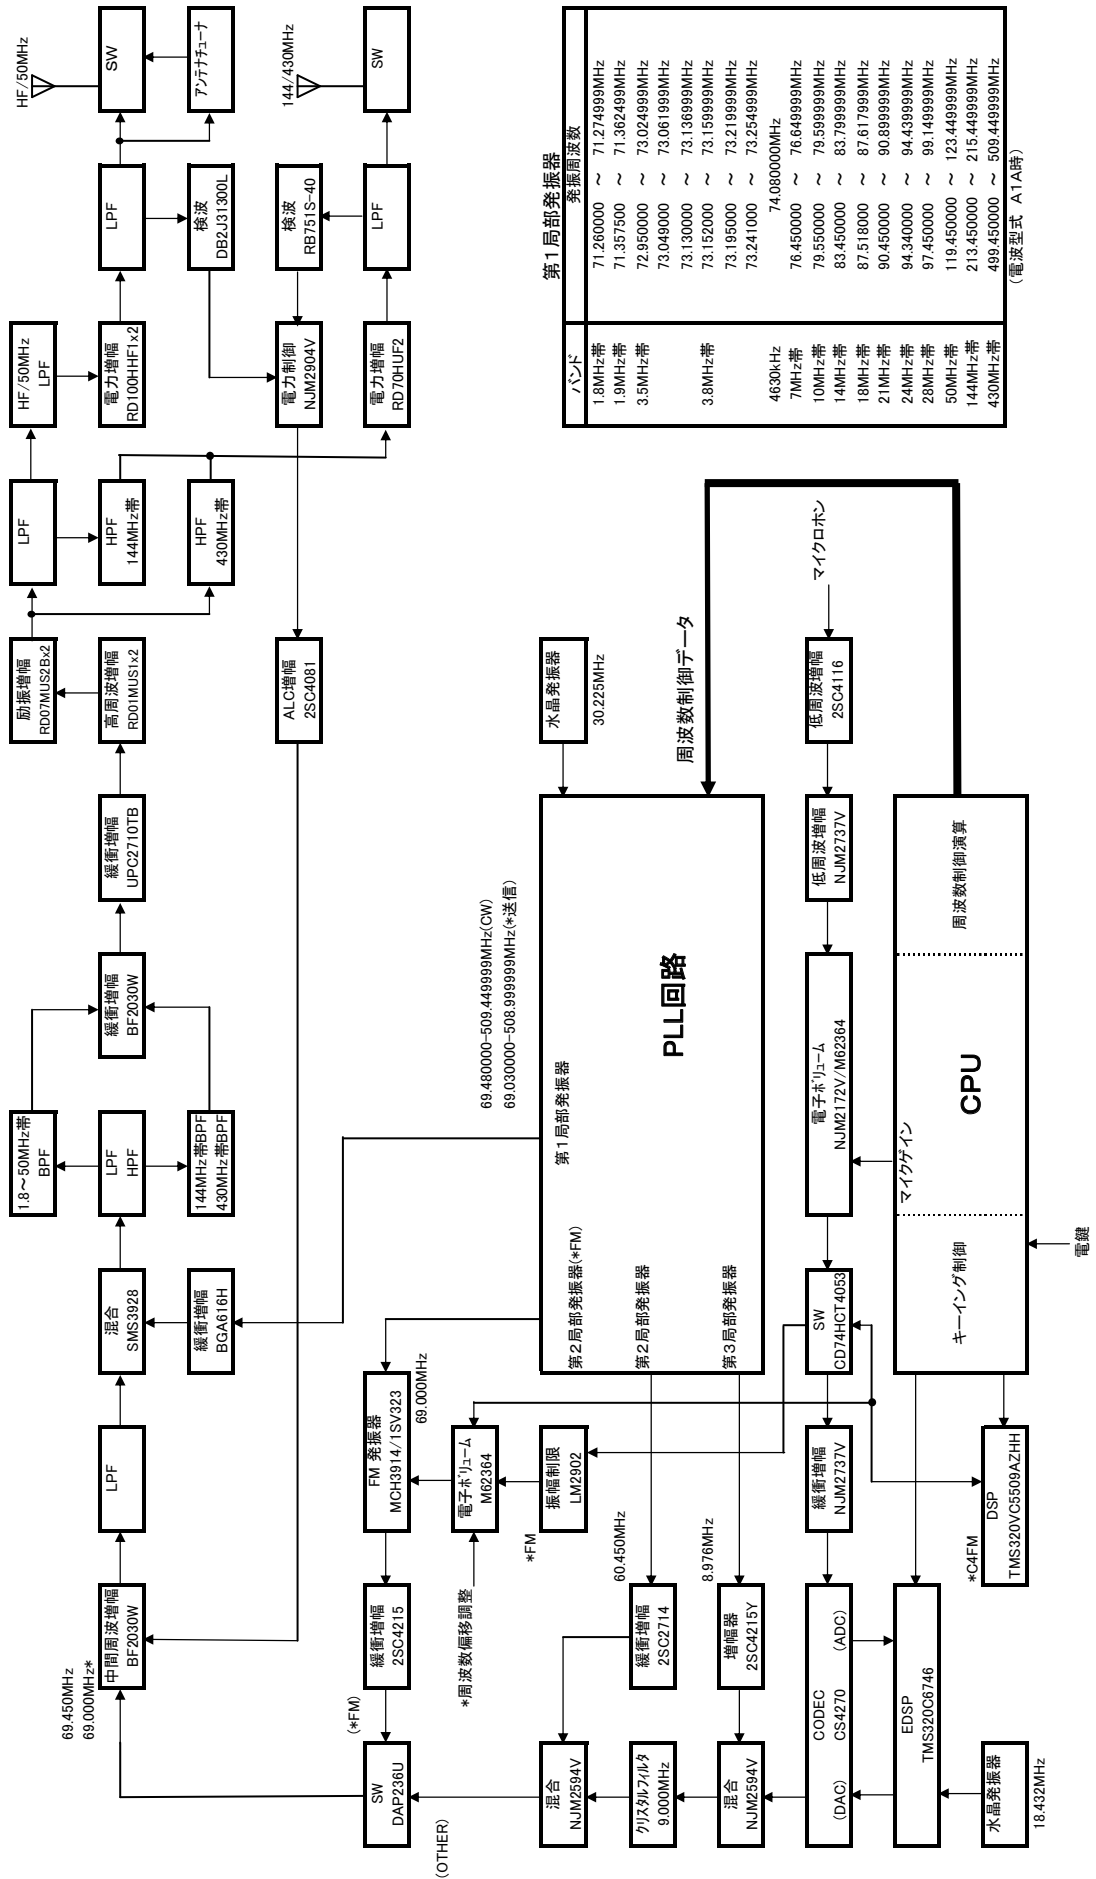 HF/50MHz
SW
アンテナチューナ
144/430MHz
SW
LPF
検波
DB2J31300L
検波
RB751S-40
LPF
HF/50MHz
LPF
電力増幅
RD100HHF1x2
電力制御
NJM2904V
電力増幅
RD70HUF2
LPF
HPF
144MHz帯
HPF
430MHz帯
励振増幅
RD07MUS2Bx2
高周波増幅
RD01MUS1x2
ALC増幅
2SC4081
緩衝増幅
UPC2710TB
緩衝増幅
BF2030W
1.8～50MHz帯
BPF
LPF
HPF
144MHz帯BPF
430MHz帯BPF
混合
SMS3928
緩衝増幅
BGA616H
LPF
中間周波増幅
BF2030W
69.450MHz
69.000MHz*
SW
DAP236U
(*FM)
(OTHER)
緩衝増幅
2SC4215
FM 発振器
MCH3914/1SV323
69.000MHz
電子ボリューム
M62364
*周波数偏移調整
振幅制限
LM2902
*FM
水晶発振器
30.225MHz
69.480000-509.449999MHz(CW)
69.030000-508.999999MHz(*送信)
第1局部発振器
PLL回路
第2局部発振器(*FM)
第2局部発振器
第3局部発振器
周波数制御データ
60.450MHz
緩衝増幅
2SC2714
混合
NJM2594V
クリスタルフィルタ
9.000MHz
8.976MHz
増幅器
2SC4215Y
混合
NJM2594V
マイクロホン
低周波増幅
2SC4116
低周波増幅
NJM2737V
電子ボリューム
NJM2172V/M62364
SW
CD74HCT4053
緩衝増幅
NJM2737V
CODEC
CS4270
(ADC)
(DAC)
周波数制御演算
CPU
マイクゲイン
キーイング制御
電鍵
EDSP
TMS320C6746
*C4FM
DSP
TMS320VC5509AZHH
水晶発振器
18.432MHz
第1局部発振器
バンド 発振周波数
1.8MHz帯 71.260000 ～ 71.274999MHz
1.9MHz帯 71.357500 ～ 71.362499MHz
3.5MHz帯 72.950000 ～ 73.024999MHz
73.049000 ～ 73.061999MHz
73.130000 ～ 73.136999MHz
3.8MHz帯 73.152000 ～ 73.159999MHz
73.195000 ～ 73.219999MHz
73.241000 ～ 73.254999MHz
4630kHz 74.080000MHz
7MHz帯 76.450000 ～ 76.649999MHz
10MHz帯 79.550000 ～ 79.599999MHz
14MHz帯 83.450000 ～ 83.799999MHz
18MHz帯 87.518000 ～ 87.617999MHz
21MHz帯 90.450000 ～ 90.899999MHz
24MHz帯 94.340000 ～ 94.439999MHz
28MHz帯 97.450000 ～ 99.149999MHz
50MHz帯 119.450000 ～ 123.449999MHz
144MHz帯 213.450000 ～ 215.449999MHz
430MHz帯 499.450000 ～ 509.449999MHz
(電波型式 A1A時)